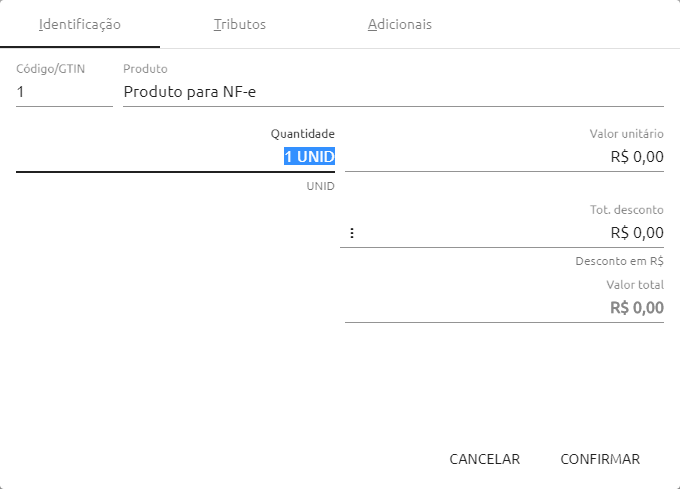 Identificação Tributos Adicionais
Código/GTIN Produto
1 Produto para NF-e
Quantidade Valor unitário
1 UNID R$ 0,00
UNID
Tot. desconto
R$ 0,00
Desconto em R$
Valor total
R$ 0,00
CANCELAR CONFIRMAR